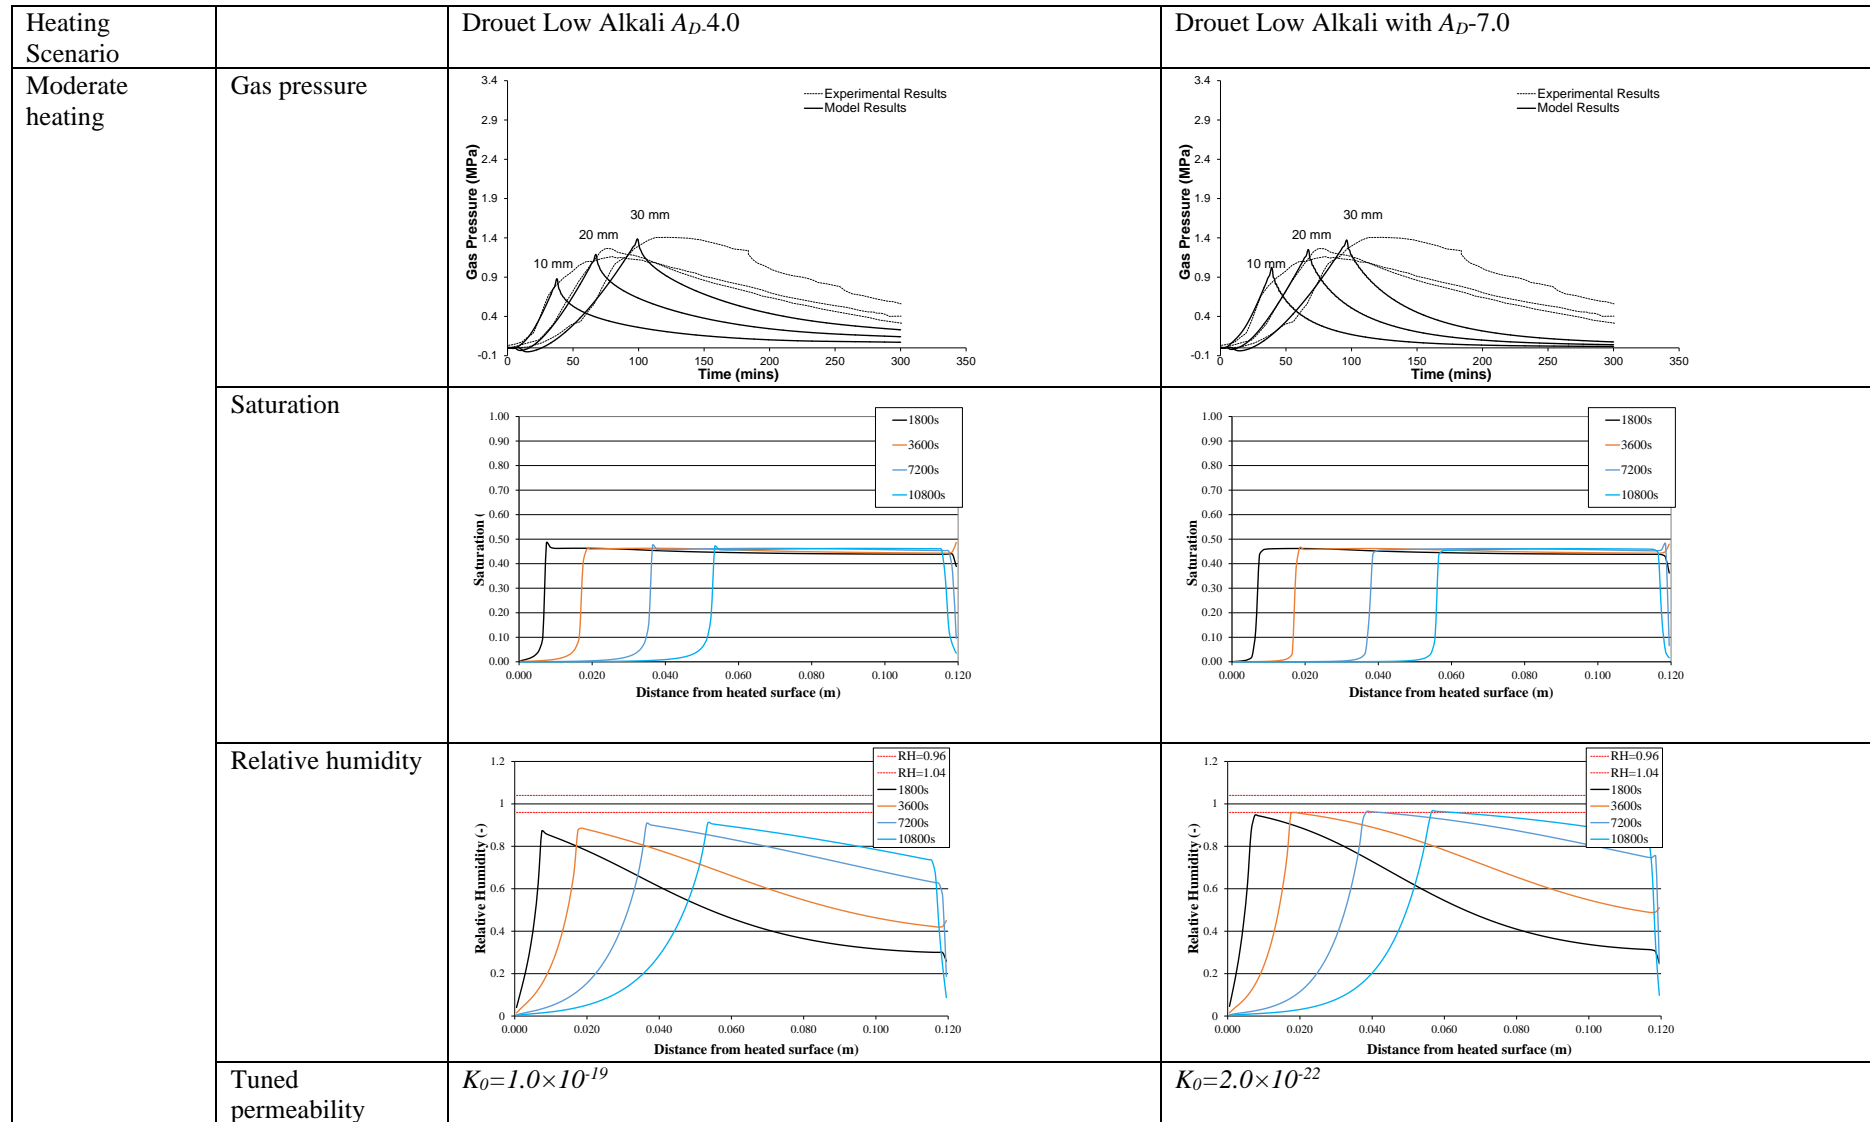 Heating
Scenario
Drouet Low Alkali A_D-4.0
Drouet Low Alkali with A_D-7.0
Moderate
heating
Gas pressure
3.4
2.9
2.4
1.9
1.4
0.9
0.4
-0.1
Gas Pressure (MPa)
Experimental Results
Model Results
30 mm
20 mm
10 mm
0 50 100 150 200 250 300 350
Time (mins)
3.4
2.9
2.4
1.9
1.4
0.9
0.4
-0.1
Gas Pressure (MPa)
Experimental Results
Model Results
30 mm
20 mm
10 mm
0 50 100 150 200 250 300 350
Time (mins)
Saturation
1.00
0.90
0.80
0.70
0.60
0.50
0.40
0.30
0.20
0.10
0.00
Saturation (
1800s
3600s
7200s
10800s
0.000 0.020 0.040 0.060 0.080 0.100 0.120
Distance from heated surface (m)
1.00
0.90
0.80
0.70
0.60
0.50
0.40
0.30
0.20
0.10
0.00
Saturation
1800s
3600s
7200s
10800s
0.000 0.020 0.040 0.060 0.080 0.100 0.120
Distance from heated surface (m)
Relative humidity
1.2
1
0.8
0.6
0.4
0.2
0
Relative Humidity (-)
RH=0.96
RH=1.04
1800s
3600s
7200s
10800s
0.000 0.020 0.040 0.060 0.080 0.100 0.120
Distance from heated surface (m)
1.2
1
0.8
0.6
0.4
0.2
0
Relative Humidity (-)
RH=0.96
RH=1.04
1800s
3600s
7200s
10800s
0.000 0.020 0.040 0.060 0.080 0.100 0.120
Distance from heated surface (m)
Tuned
permeability
K₀=1.0×10⁻¹⁹
K₀=2.0×10⁻²²